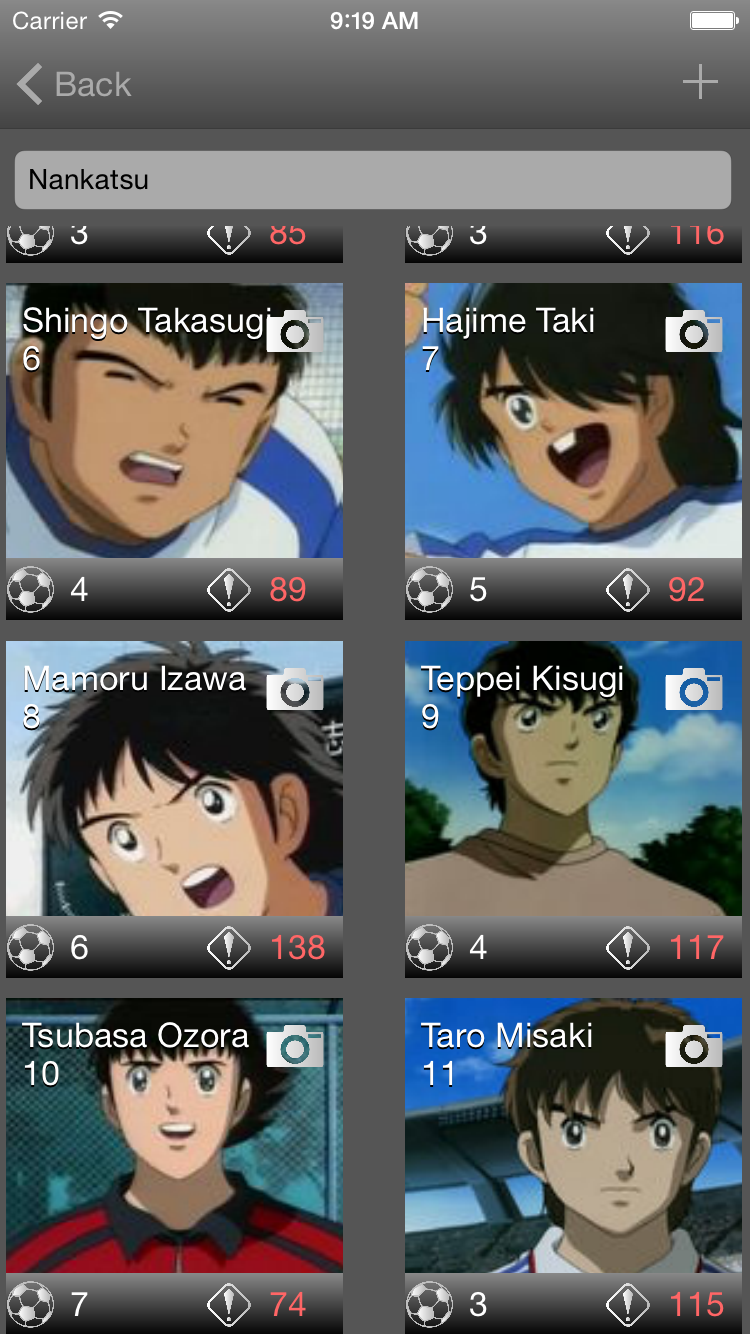 Carrier 9:19 AM
Back +
Nankatsu
3 85 3 116
Shingo Takasugi
6
Hajime Taki
7
4 89 5 92
Mamoru Izawa
8
Teppei Kisugi
9
6 138 4 117
Tsubasa Ozora
10
Taro Misaki
11
7 74 3 115